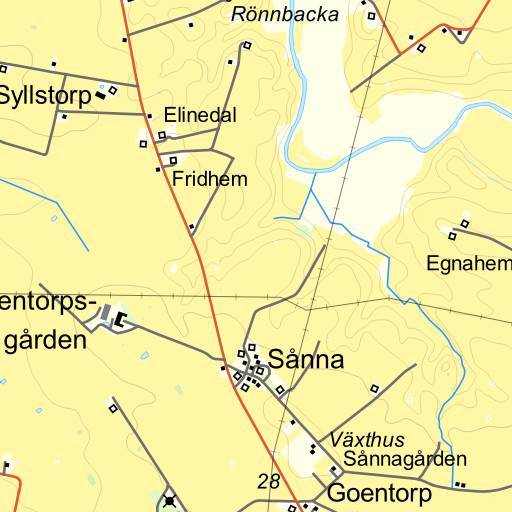 Rönnbacka
Syllstorp
Elinedal
Fridhem
Egnahem
entorps-
gården
Sånna
Växthus
Sånnagården
28
Goentorp